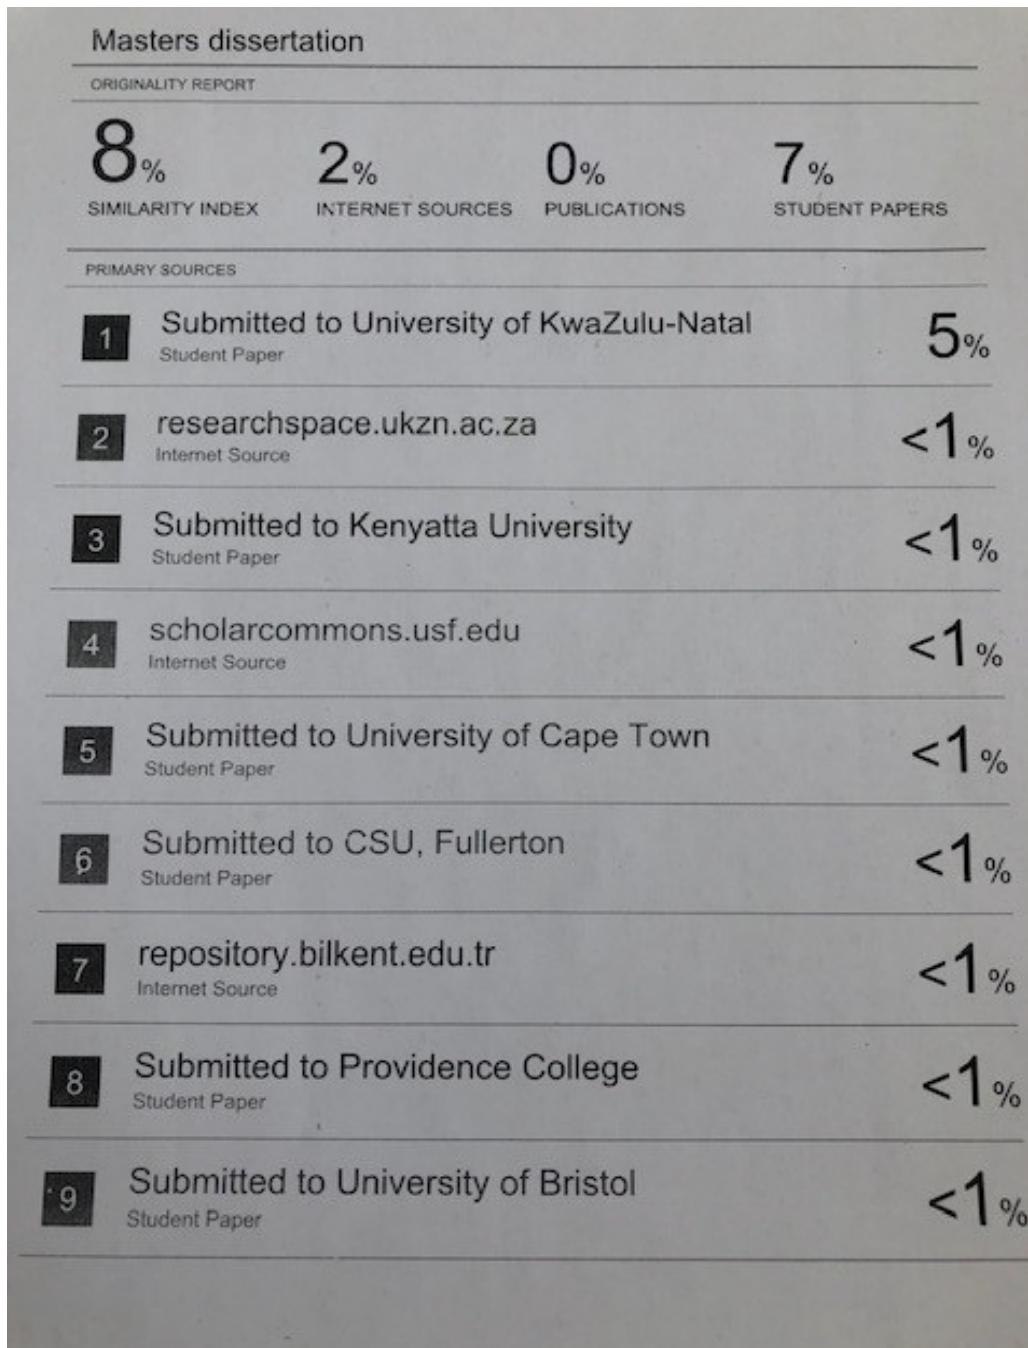 Masters dissertation
ORIGINALITY REPORT
8% 2% 0% 7%
SIMILARITY INDEX INTERNET SOURCES PUBLICATIONS STUDENT PAPERS
PRIMARY SOURCES
1 Submitted to University of KwaZulu-Natal 5%
Student Paper
2 researchspace.ukzn.ac.za <1%
Internet Source
3 Submitted to Kenyatta University <1%
Student Paper
4 scholarcommons.usf.edu <1%
Internet Source
5 Submitted to University of Cape Town <1%
Student Paper
6 Submitted to CSU, Fullerton <1%
Student Paper
7 repository.bilkent.edu.tr <1%
Internet Source
8 Submitted to Providence College <1%
Student Paper
9 Submitted to University of Bristol <1%
Student Paper